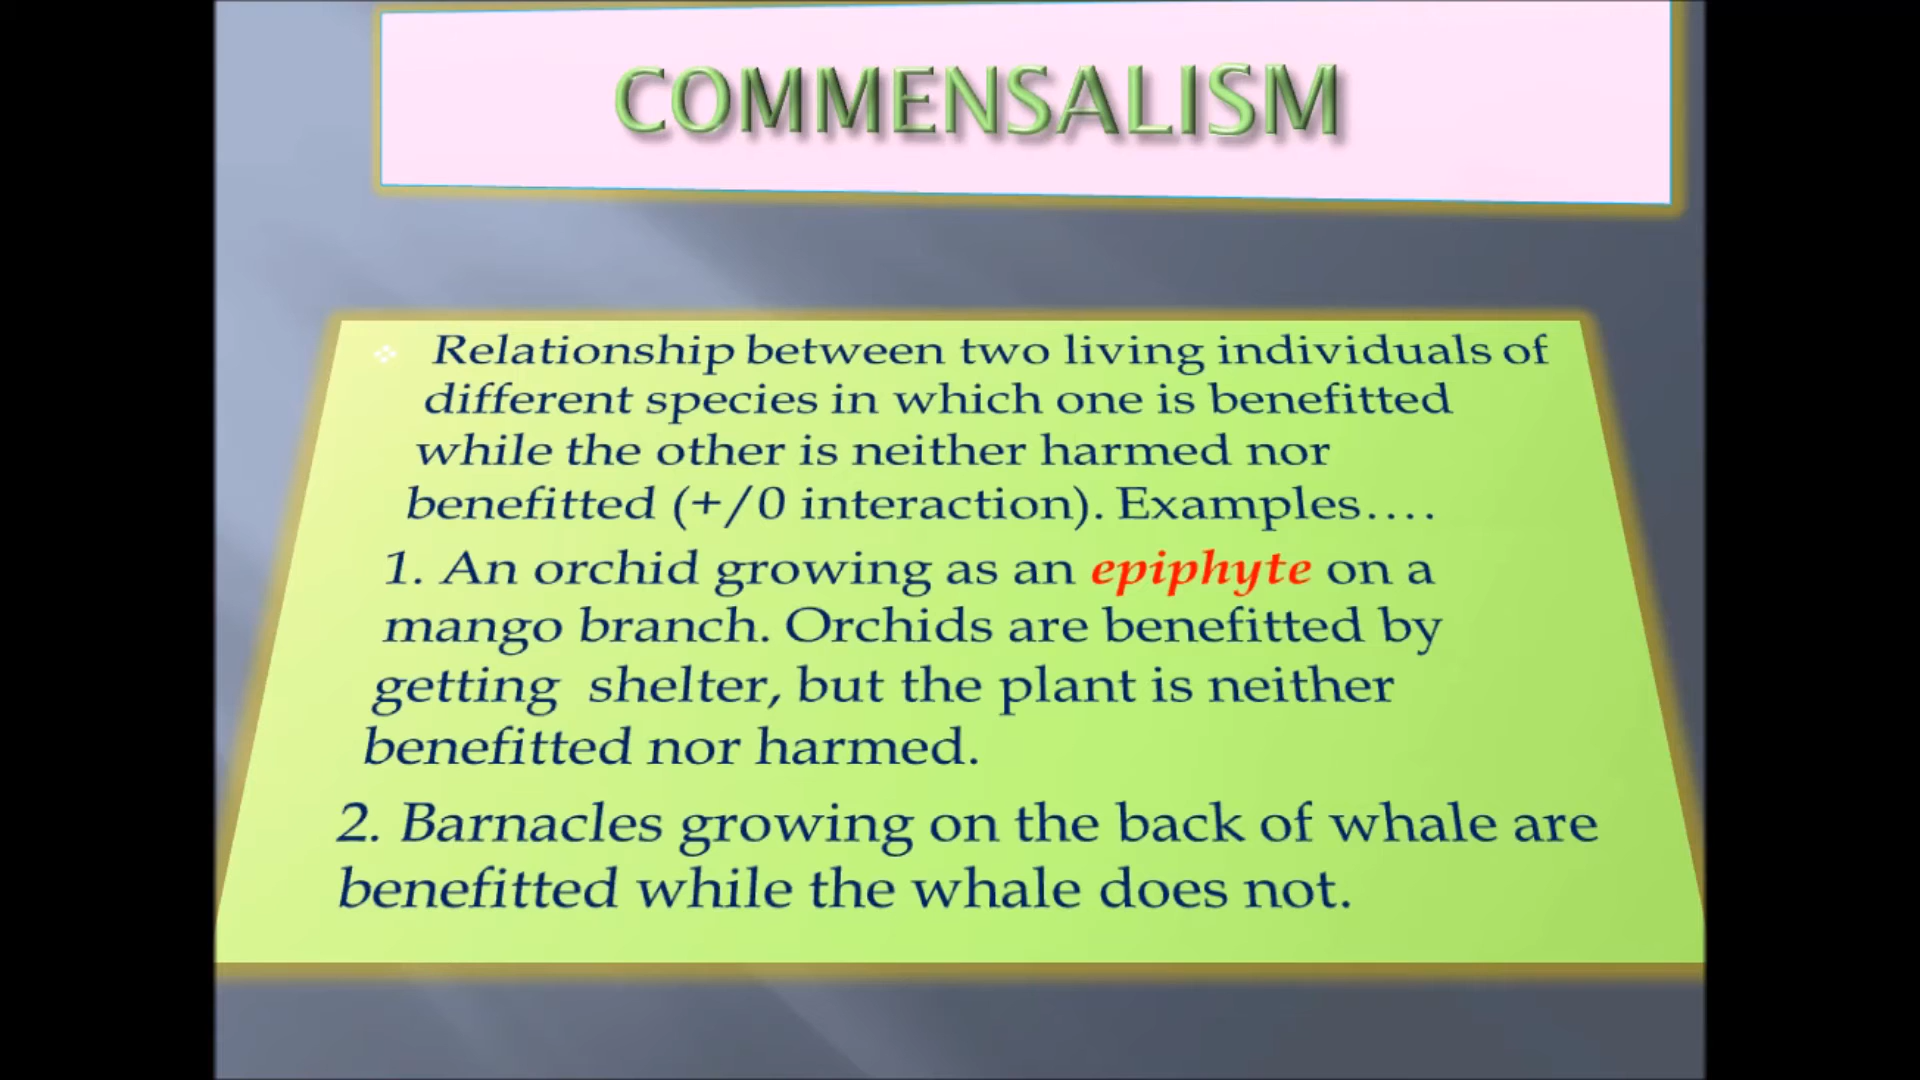 COMMENSALISM
Relationship between two living individuals of
different species in which one is benefitted
while the other is neither harmed nor
benefitted (+/0 interaction). Examples....
1. An orchid growing as an epiphyte on a
mango branch. Orchids are benefitted by
getting shelter, but the plant is neither
benefitted nor harmed.
2. Barnacles growing on the back of whale are
benefitted while the whale does not.